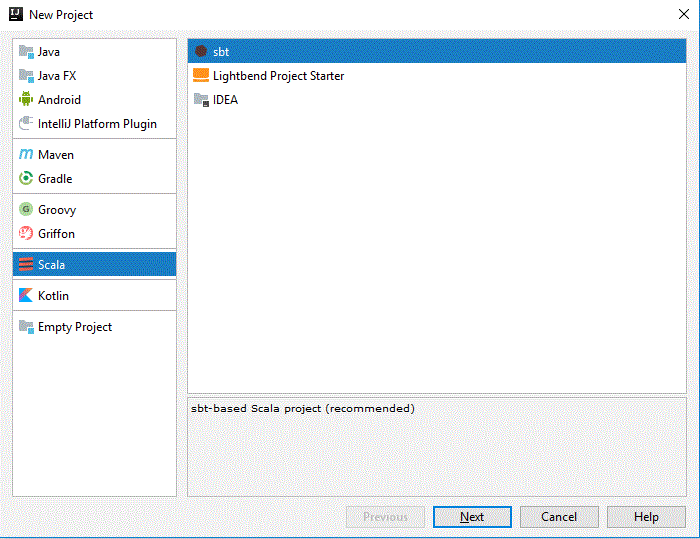 New Project
Java
Java FX
Android
IntelliJ Platform Plugin
Maven
Gradle
Groovy
Griffon
Scala
Kotlin
Empty Project
sbt
Lightbend Project Starter
IDEA
sbt-based Scala project (recommended)
Previous
Next
Cancel
Help